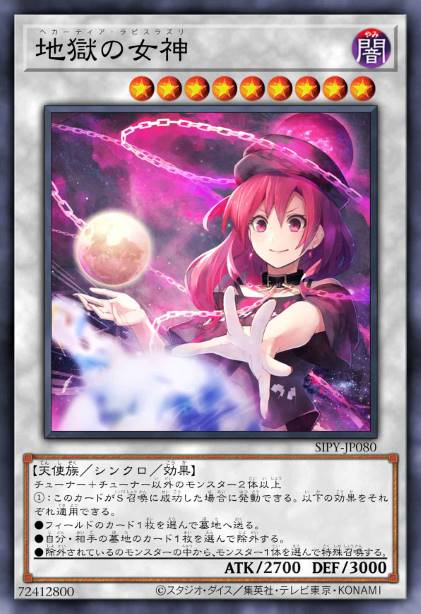 ヘカーティア・ラピスラズリ
地獄の女神
やみ
闇
SIPY-JP080
【天使族／シンクロ／効果】
チューナー＋チューナー以外のモンスター２体以上
①：このカードがＳ召喚に成功した場合に発動できる。以下の効果をそれ
ぞれ適用できる。
●フィールドのカード１枚を選んで墓地へ送る。
●自分・相手の墓地のカード１枚を選んで除外する。
●除外されているモンスターの中から、モンスター１体を選んで特殊召喚する。
ATK/2700 DEF/3000
72412800 ©スタジオ・ダイス／集英社・テレビ東京・KONAMI